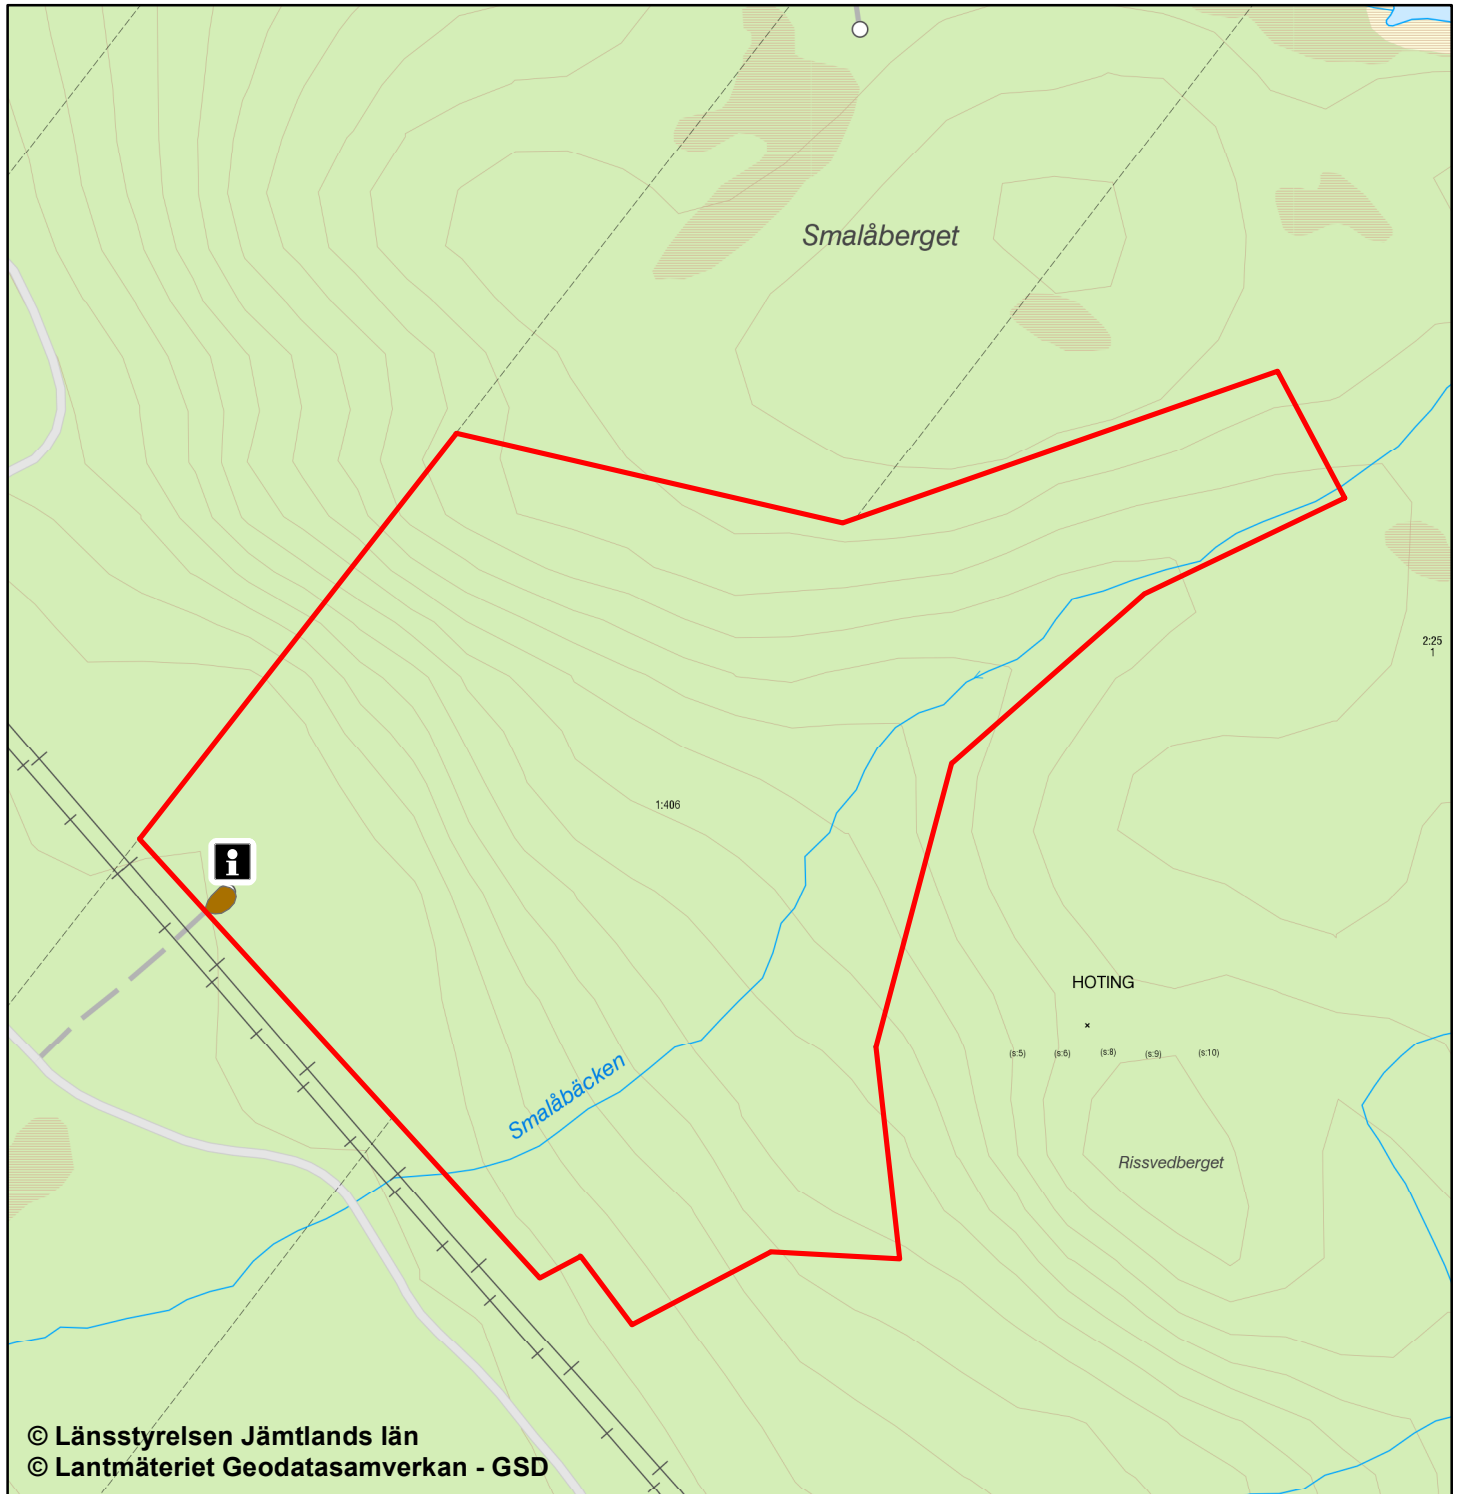 Smalåberget
2:25
1
1:406
HOTING
(s:5) (s:6) (s:8) (s:9) (s:10)
Smalåbäcken
Rissvedberget
© Länsstyrelsen Jämtlands län
© Lantmäteriet Geodatasamverkan - GSD